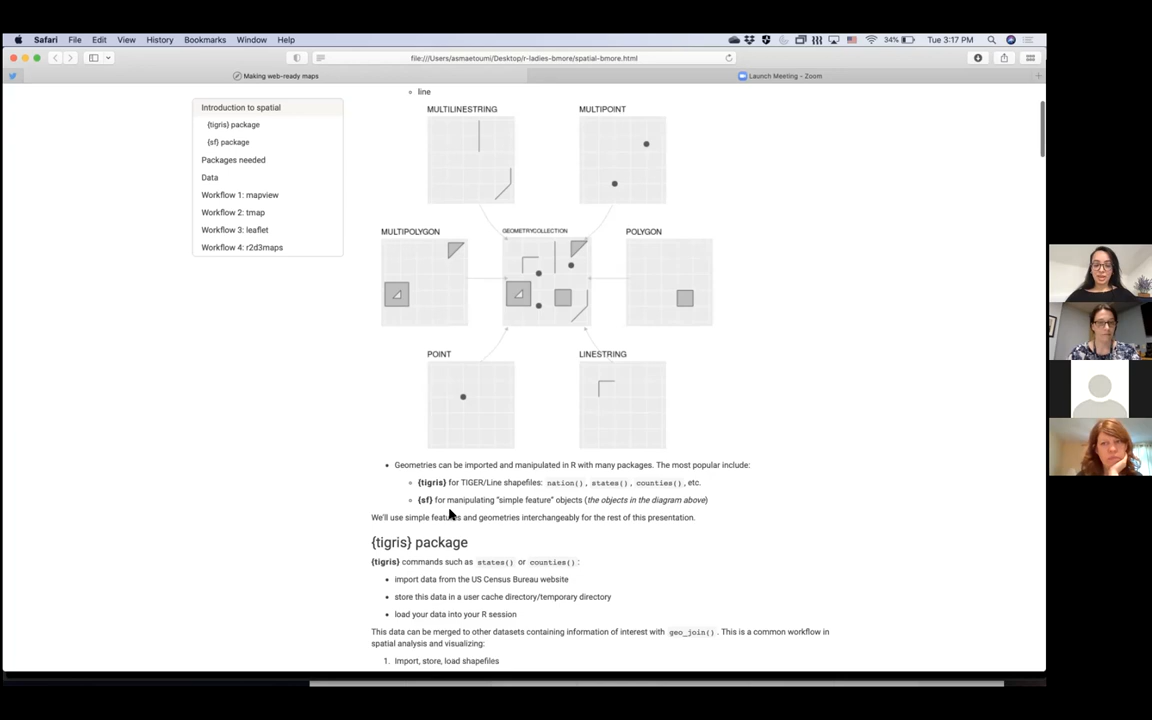 Safari File Edit View History Bookmarks Window Help 34% Tue 3:17 PM
file:///Users/asmaetoumi/Desktop/r-ladies-bmore/spatial-bmore.html
Making web-ready maps
Launch Meeting - Zoom
Introduction to spatial
{tigris} package
{sf} package
Packages needed
Data
Workflow 1: mapview
Workflow 2: tmap
Workflow 3: leaflet
Workflow 4: r2d3maps
line
MULTILINESTRING MULTIPOINT
MULTIPOLYGON GEOMETRYCOLLECTION POLYGON
POINT LINESTRING
Geometries can be imported and manipulated in R with many packages. The most popular include:
{tigris} for TIGER/Line shapefiles: nation(), states(), counties(), etc.
{sf} for manipulating "simple feature" objects (the objects in the diagram above)
We'll use simple features and geometries interchangeably for the rest of this presentation.
{tigris} package
{tigris} commands such as states() or counties():
import data from the US Census Bureau website
store this data in a user cache directory/temporary directory
load your data into your R session
This data can be merged to other datasets containing information of interest with geo_join(). This is a common workflow in
spatial analysis and visualizing:
1. Import, store, load shapefiles